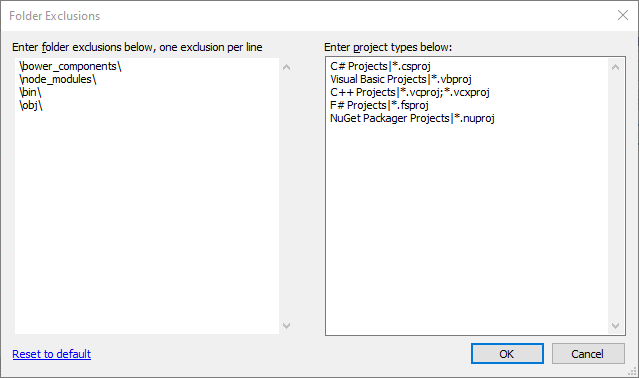 Folder Exclusions
Enter folder exclusions below, one exclusion per line
\bower_components\
\node_modules\
\bin\
\obj\
Enter project types below:
C# Projects|*.csproj
Visual Basic Projects|*.vbproj
C++ Projects|*.vcproj;*.vcxproj
F# Projects|*.fsproj
NuGet Packager Projects|*.nuproj
Reset to default
OK
Cancel